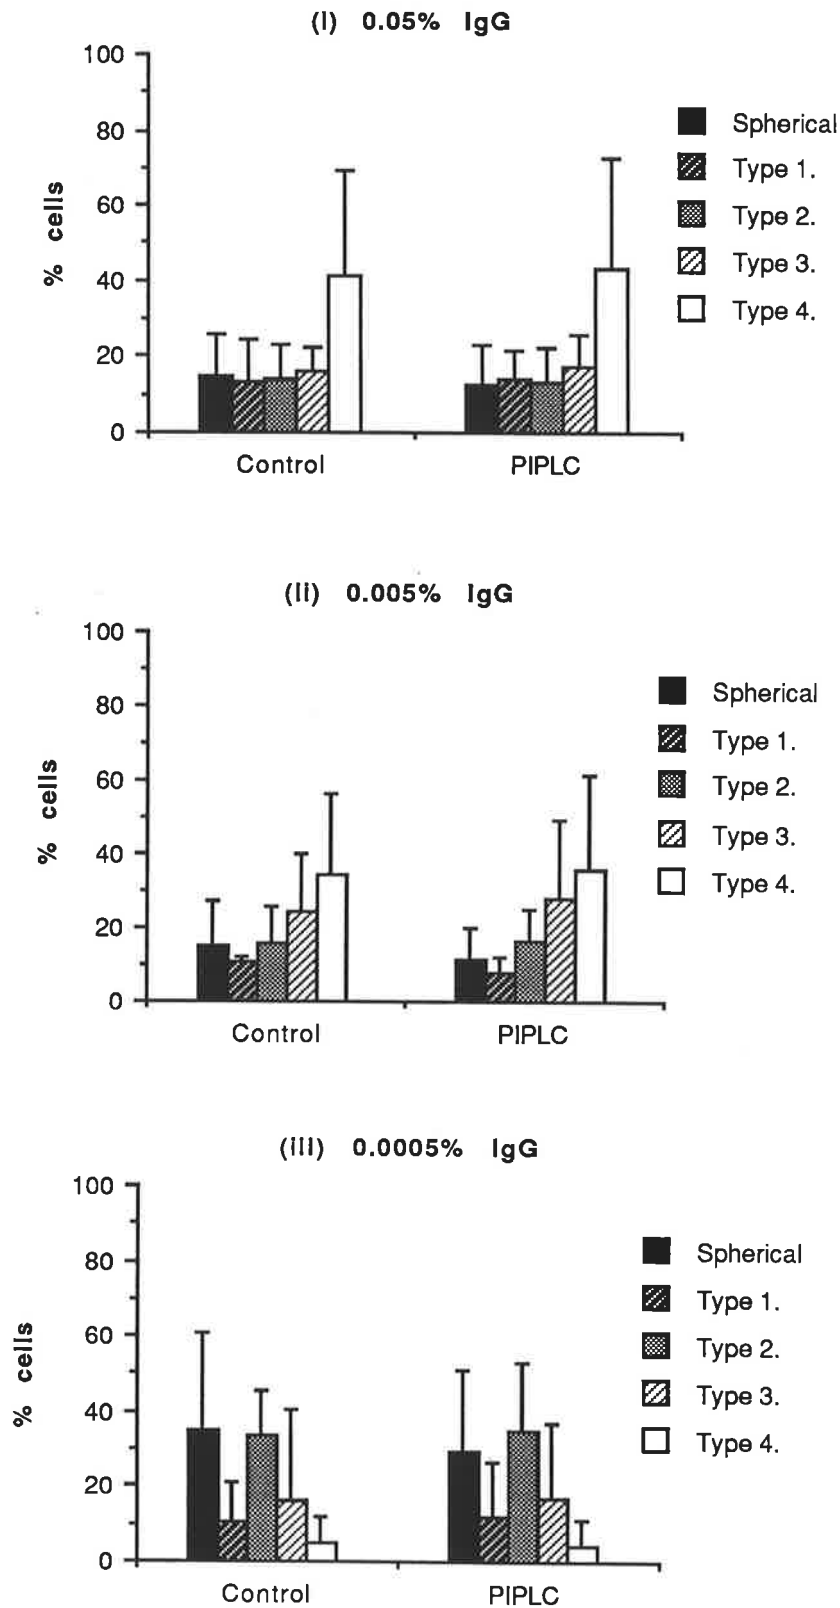 (i) 0.05% IgG
100
80
60
40
20
0
% cells
Control PIPLC
Spherical
Type 1.
Type 2.
Type 3.
Type 4.
(ii) 0.005% IgG
100
80
60
40
20
0
% cells
Control PIPLC
Spherical
Type 1.
Type 2.
Type 3.
Type 4.
(iii) 0.0005% IgG
100
80
60
40
20
0
% cells
Control PIPLC
Spherical
Type 1.
Type 2.
Type 3.
Type 4.